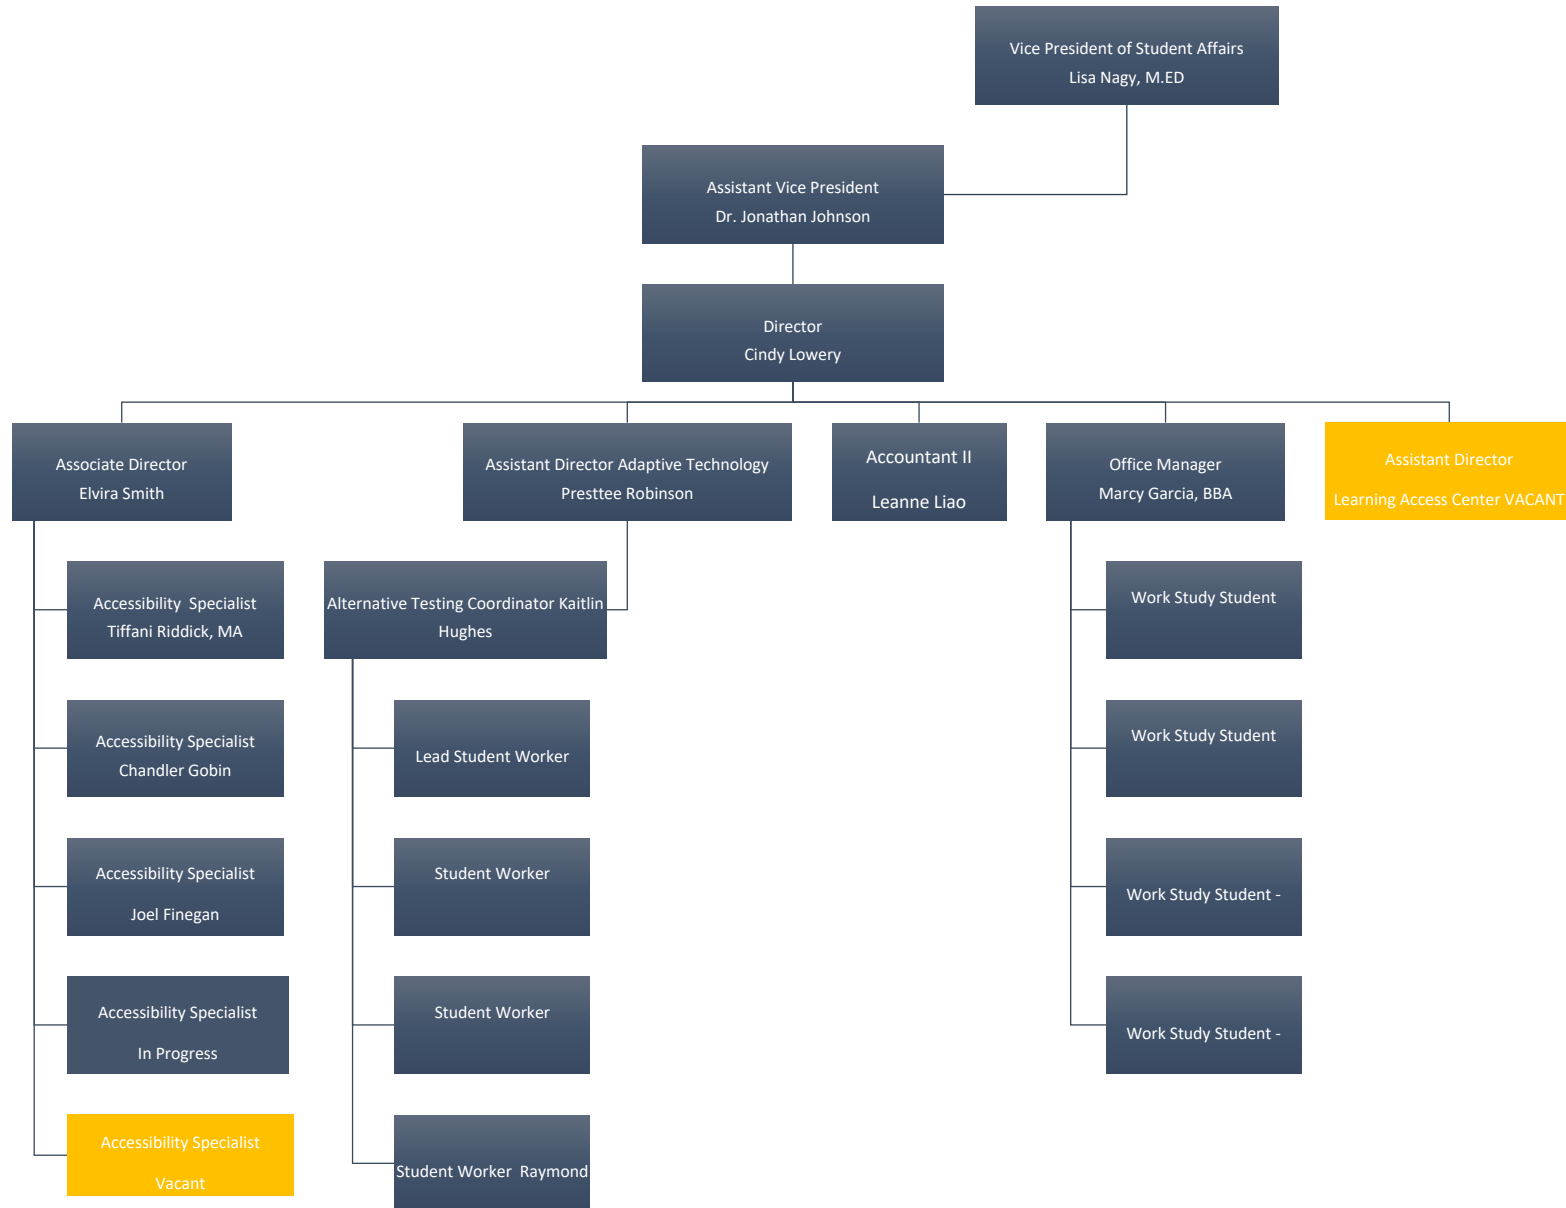 Vice President of Student Affairs
Lisa Nagy, M.ED
Assistant Vice President
Dr. Jonathan Johnson
Director
Cindy Lowery
Associate Director
Elvira Smith
Assistant Director Adaptive Technology
Presttee Robinson
Accountant II
Leanne Liao
Office Manager
Marcy Garcia, BBA
Assistant Director
Learning Access Center VACANT
Accessibility  Specialist
Tiffani Riddick, MA
Accessibility Specialist
Chandler Gobin
Accessibility Specialist
Joel Finegan
Accessibility Specialist
In Progress
Accessibility Specialist
Vacant
Alternative Testing Coordinator Kaitlin
Hughes
Lead Student Worker
Student Worker
Student Worker
Student Worker  Raymond
Work Study Student
Work Study Student
Work Study Student -
Work Study Student -